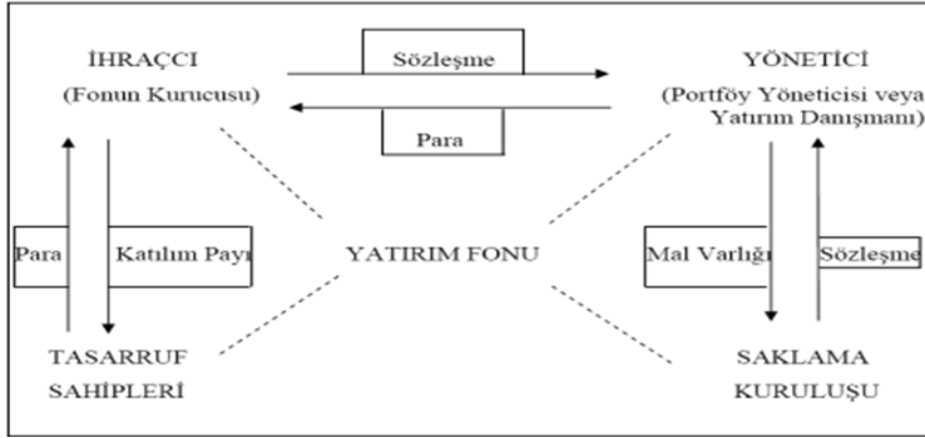 İHRAÇCI
(Fonun Kurucusu)
Sözleşme
Para
YÖNETİCİ
(Portföy Yöneticisi veya
Yatırım Danışmanı)
Para
Katılım Payı
YATIRIM FONU
Mal Varlığı
Sözleşme
TASARRUF
SAHİPLERİ
SAKLAMA
KURULUŞU